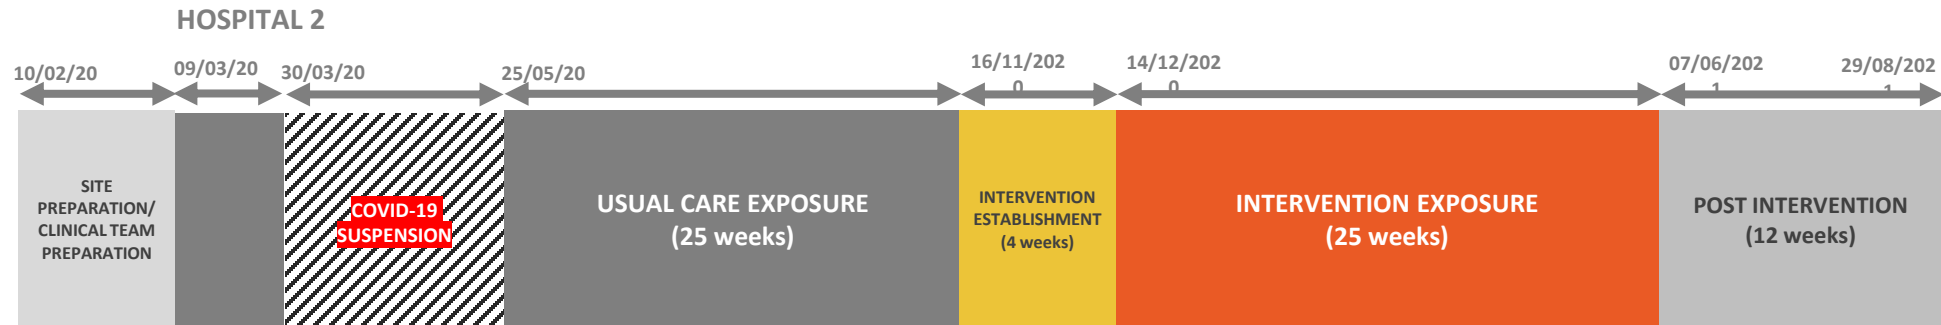 HOSPITAL 2
10/02/20
09/03/20
30/03/20
25/05/20
16/11/202
0
14/12/202
0
07/06/202
1
29/08/202
1
SITE
PREPARATION/
CLINICAL TEAM
PREPARATION
COVID-19
SUSPENSION
USUAL CARE EXPOSURE
(25 weeks)
INTERVENTION
ESTABLISHMENT
(4 weeks)
INTERVENTION EXPOSURE
(25 weeks)
POST INTERVENTION
(12 weeks)